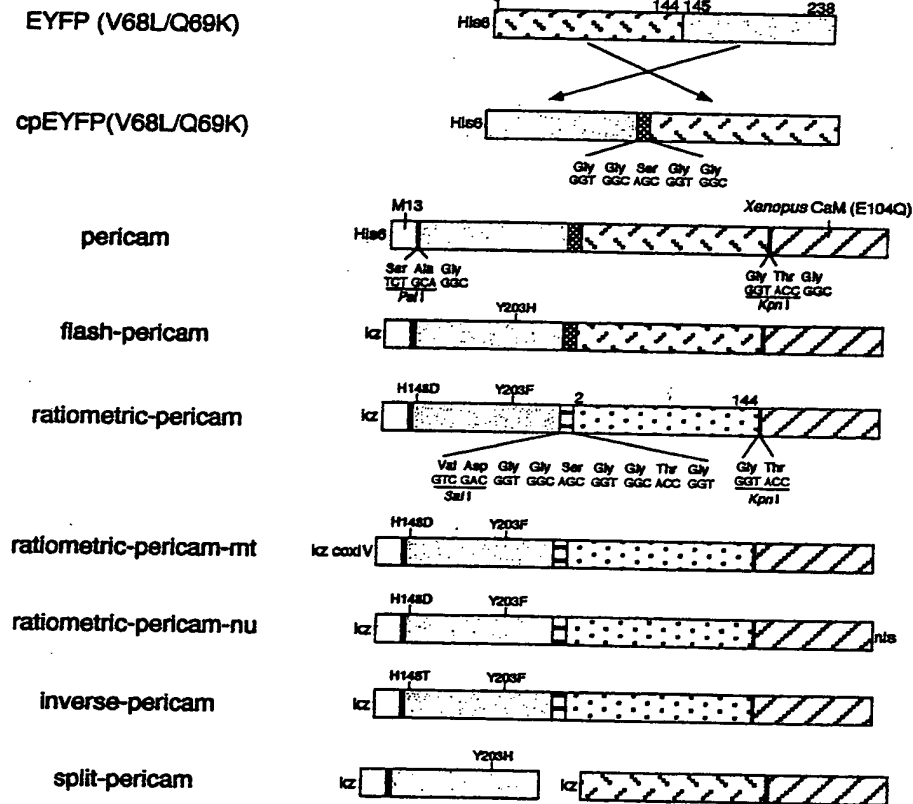 1 144 145 238
EYFP (V68L/Q69K) His6
cpEYFP(V68L/Q69K) His6
Gly Gly Ser Gly Gly
GGT GGC AGC GGT GGC
M13 Xenopus CaM (E104Q)
pericam His6
Ser Ala Gly Gly Thr Gly
TCT GCA GGC GGT ACC GGC
PstI KpnI
Y203H
flash-pericam kz
H148D Y203F 2 144
ratiometric-pericam kz
Val Asp Gly Gly Ser Gly Gly Thr Gly Gly Thr
GTC GAC GGT GGC AGC GGT GGC ACC GGT GGT ACC
SalI KpnI
H148D Y203F
ratiometric-pericam-mt kz coxIV
H148D Y203F
ratiometric-pericam-nu kz nls
H148T Y203F
inverse-pericam kz
Y203H
split-pericam kz kz